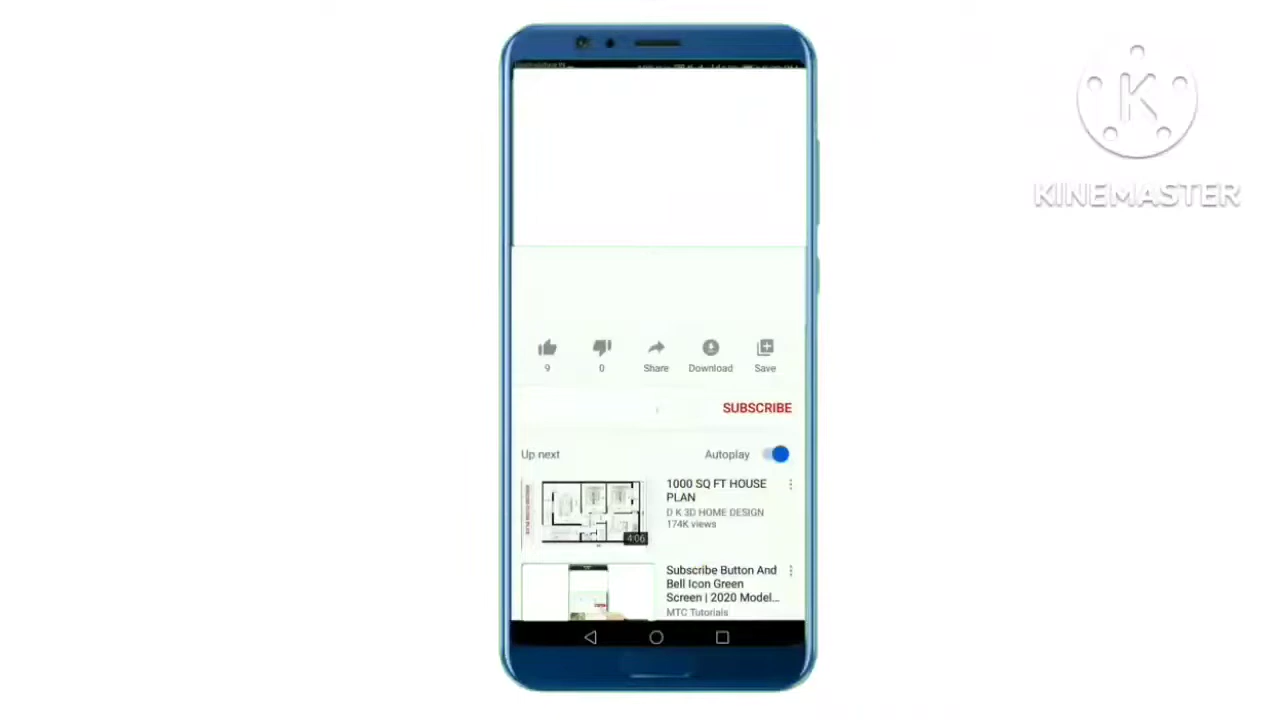 KINEMASTER
9
0
Share
Download
Save
SUBSCRIBE
Up next
Autoplay
1000 SQ FT HOUSE
PLAN
D K 3D HOME DESIGN
174K views
4:06
Subscribe Button And
Bell Icon Green
Screen | 2020 Model...
MTC Tutorials